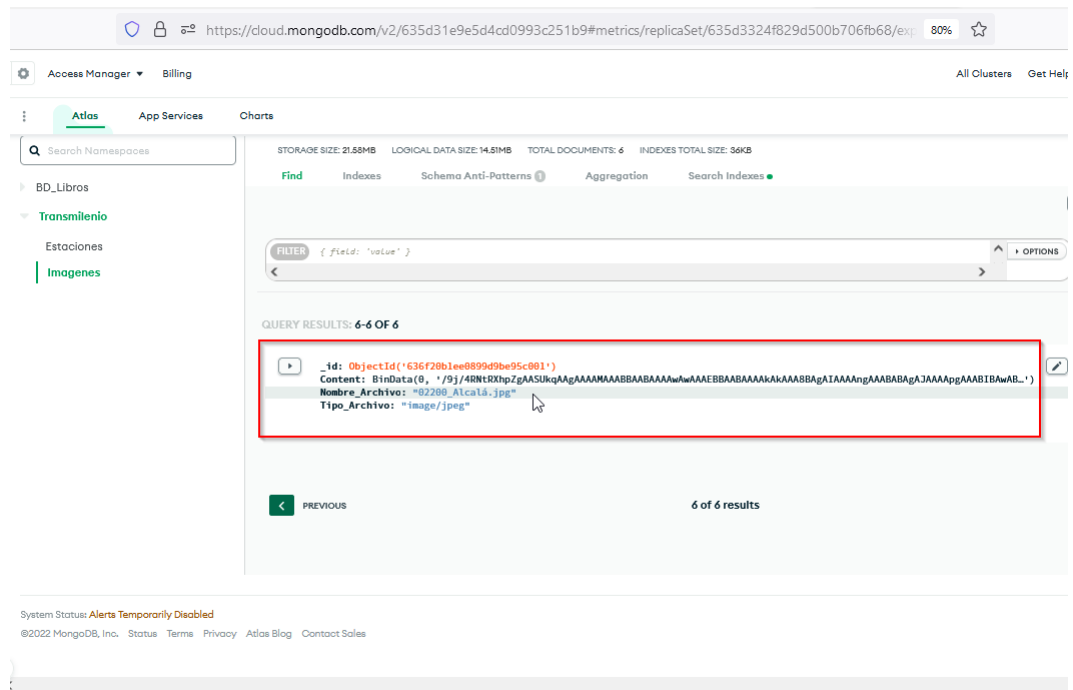 https://cloud.mongodb.com/v2/635d31e9e5d4cd0993c251b9#metrics/replicaSet/635d3324f829d500b706fb68/exp 80%
Access Manager Billing All Clusters Get Help
Atlas App Services Charts
Search Namespaces
STORAGE SIZE: 21.58MB LOGICAL DATA SIZE: 14.51MB TOTAL DOCUMENTS: 6 INDEXES TOTAL SIZE: 36KB
Find Indexes Schema Anti-Patterns 1 Aggregation Search Indexes
BD_Libros
Transmilenio
Estaciones
Imagenes
FILTER { field: 'value' } OPTIONS
QUERY RESULTS: 6-6 OF 6
_id: ObjectId('636f20b1ee0899d9be95c001')
Content: BinData(0, '/9j/4RNtRXhpZgAASUkqAAgAAAAMAAABBAABAAAAwAwAAAEBBAABAAAAkAkAAA8BAgAIAAAAngAAABABAgAJAAAApgAAABIBAwAB…')
Nombre_Archivo: "02200_Alcalá.jpg"
Tipo_Archivo: "image/jpeg"
PREVIOUS 6 of 6 results
System Status: Alerts Temporarily Disabled
©2022 MongoDB, Inc. Status Terms Privacy Atlas Blog Contact Sales